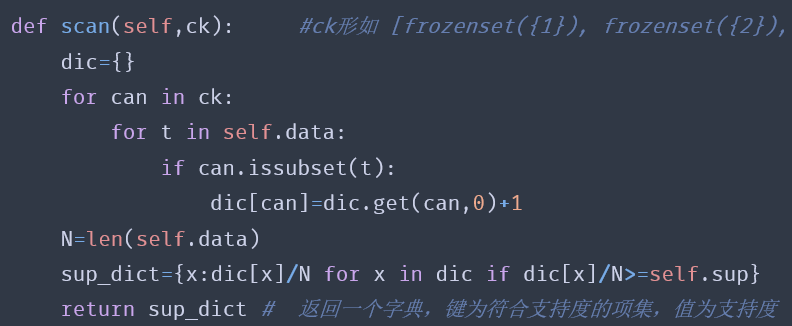 def scan(self,ck):     #ck形如 [frozenset({1}), frozenset({2}),
    dic={}
    for can in ck:
        for t in self.data:
            if can.issubset(t):
                dic[can]=dic.get(can,0)+1
    N=len(self.data)
    sup_dict={x:dic[x]/N for x in dic if dic[x]/N>=self.sup}
    return sup_dict #  返回一个字典，键为符合支持度的项集，值为支持度